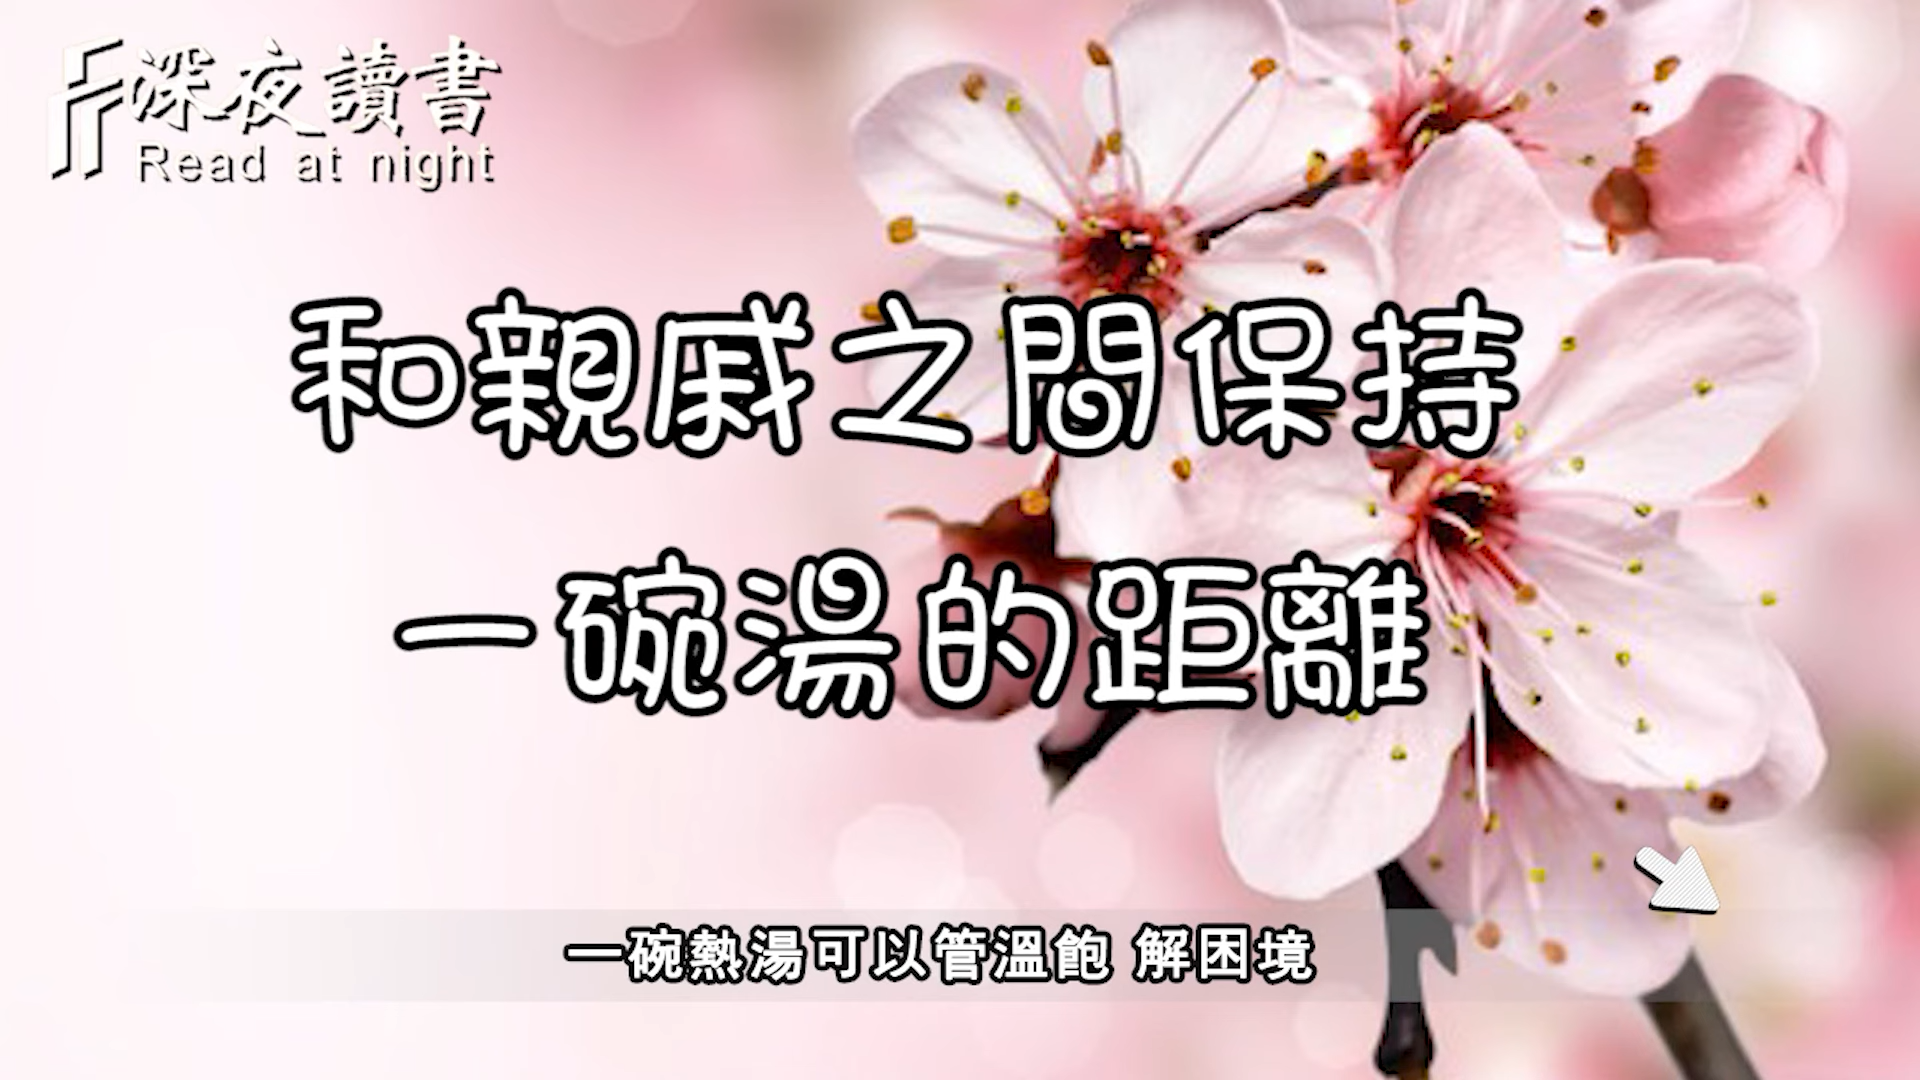 深夜讀書
Read at night
和親戚之間保持
一碗湯的距離
一碗熱湯可以管溫飽 解困境